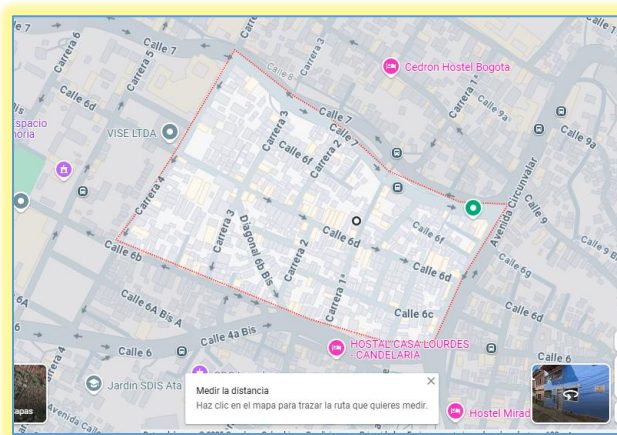 Calle 7
Carrera 6
Carrera 5
Calle 7
Calle 8
Carrera 3
Cedron Hostel Bogota
Carrera 1ª
Calle 6d
VISE LTDA
Calle 7
Calle 7
Calle 9a
Calle 9a
Carrera 3
Calle 6f
Carrera 2
Carrera 4
Avenida Circunvalar
Calle 9
Calle 6d
Calle 6f
Calle 6b
Carrera 3
Diagonal 6b Bis
Carrera 2
Carrera 1ª
Calle 6d
Calle 6g
Calle 6c
Calle 6d
Calle 6A Bis A
Calle 4a Bis
Calle 6
Calle 6
HOSTAL CASA LOURDES
- CANDELARIA
Jardin SDIS Ata
Medir la distancia
Haz clic en el mapa para trazar la ruta que quieres medir.
Hostel Mirad
apas